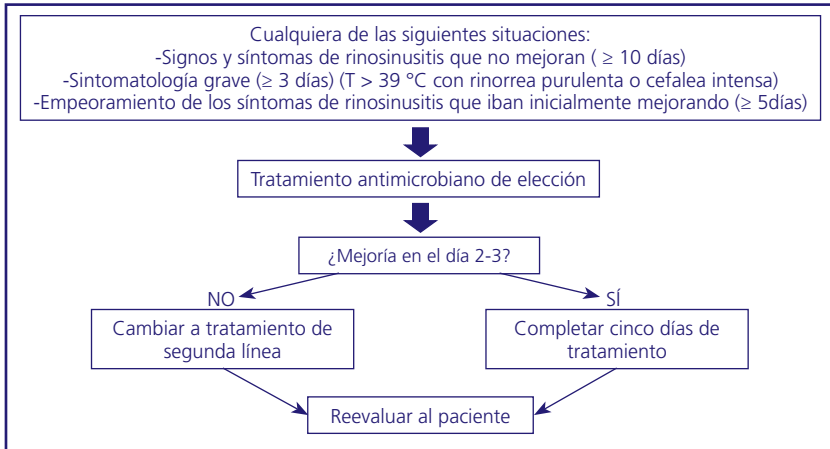 Cualquiera de las siguientes situaciones:
-Signos y síntomas de rinosinusitis que no mejoran ( ≥ 10 días)
-Sintomatología grave (≥ 3 días) (T > 39 °C con rinorrea purulenta o cefalea intensa)
-Empeoramiento de los síntomas de rinosinusitis que iban inicialmente mejorando (≥ 5días)
Tratamiento antimicrobiano de elección
¿Mejoría en el día 2-3?
NO
SÍ
Cambiar a tratamiento de
segunda línea
Completar cinco días de
tratamiento
Reevaluar al paciente